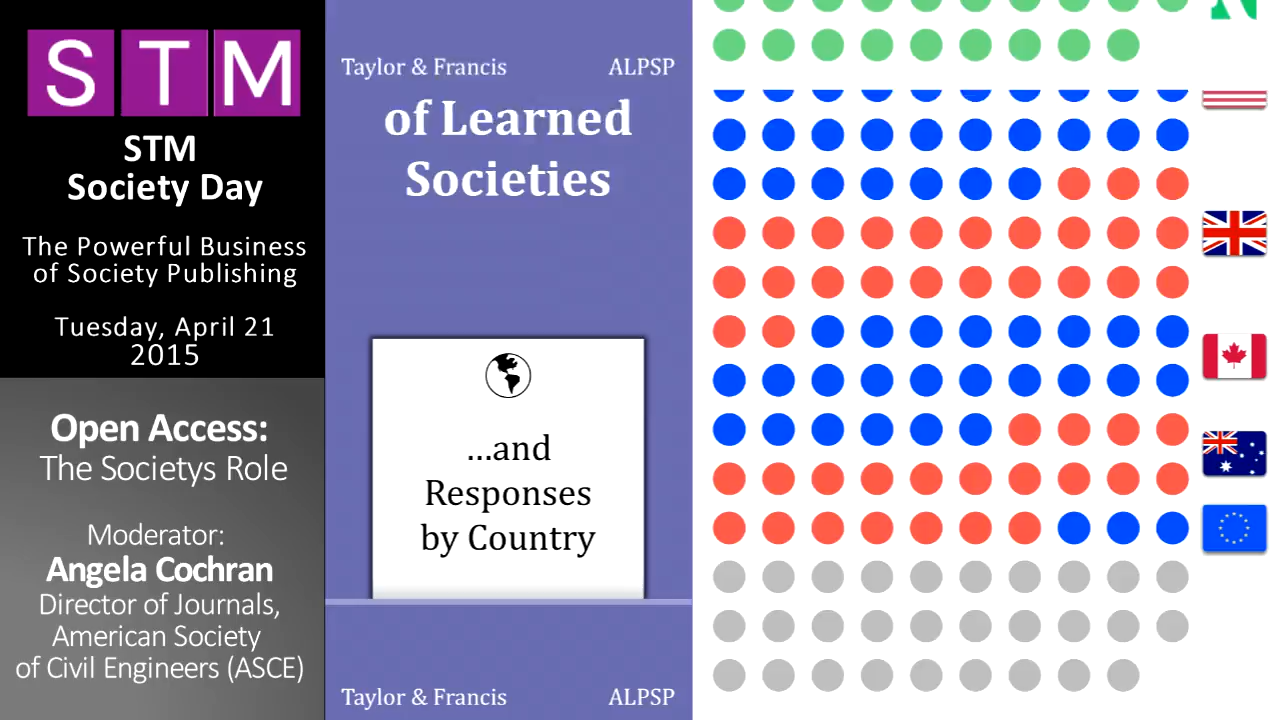 STM
STM
Society Day
The Powerful Business
of Society Publishing
Tuesday, April 21
2015
Open Access:
The Societys Role
Moderator:
Angela Cochran
Director of Journals,
American Society
of Civil Engineers (ASCE)
Taylor & Francis ALPSP
of Learned
Societies
...and
Responses
by Country
Taylor & Francis ALPSP